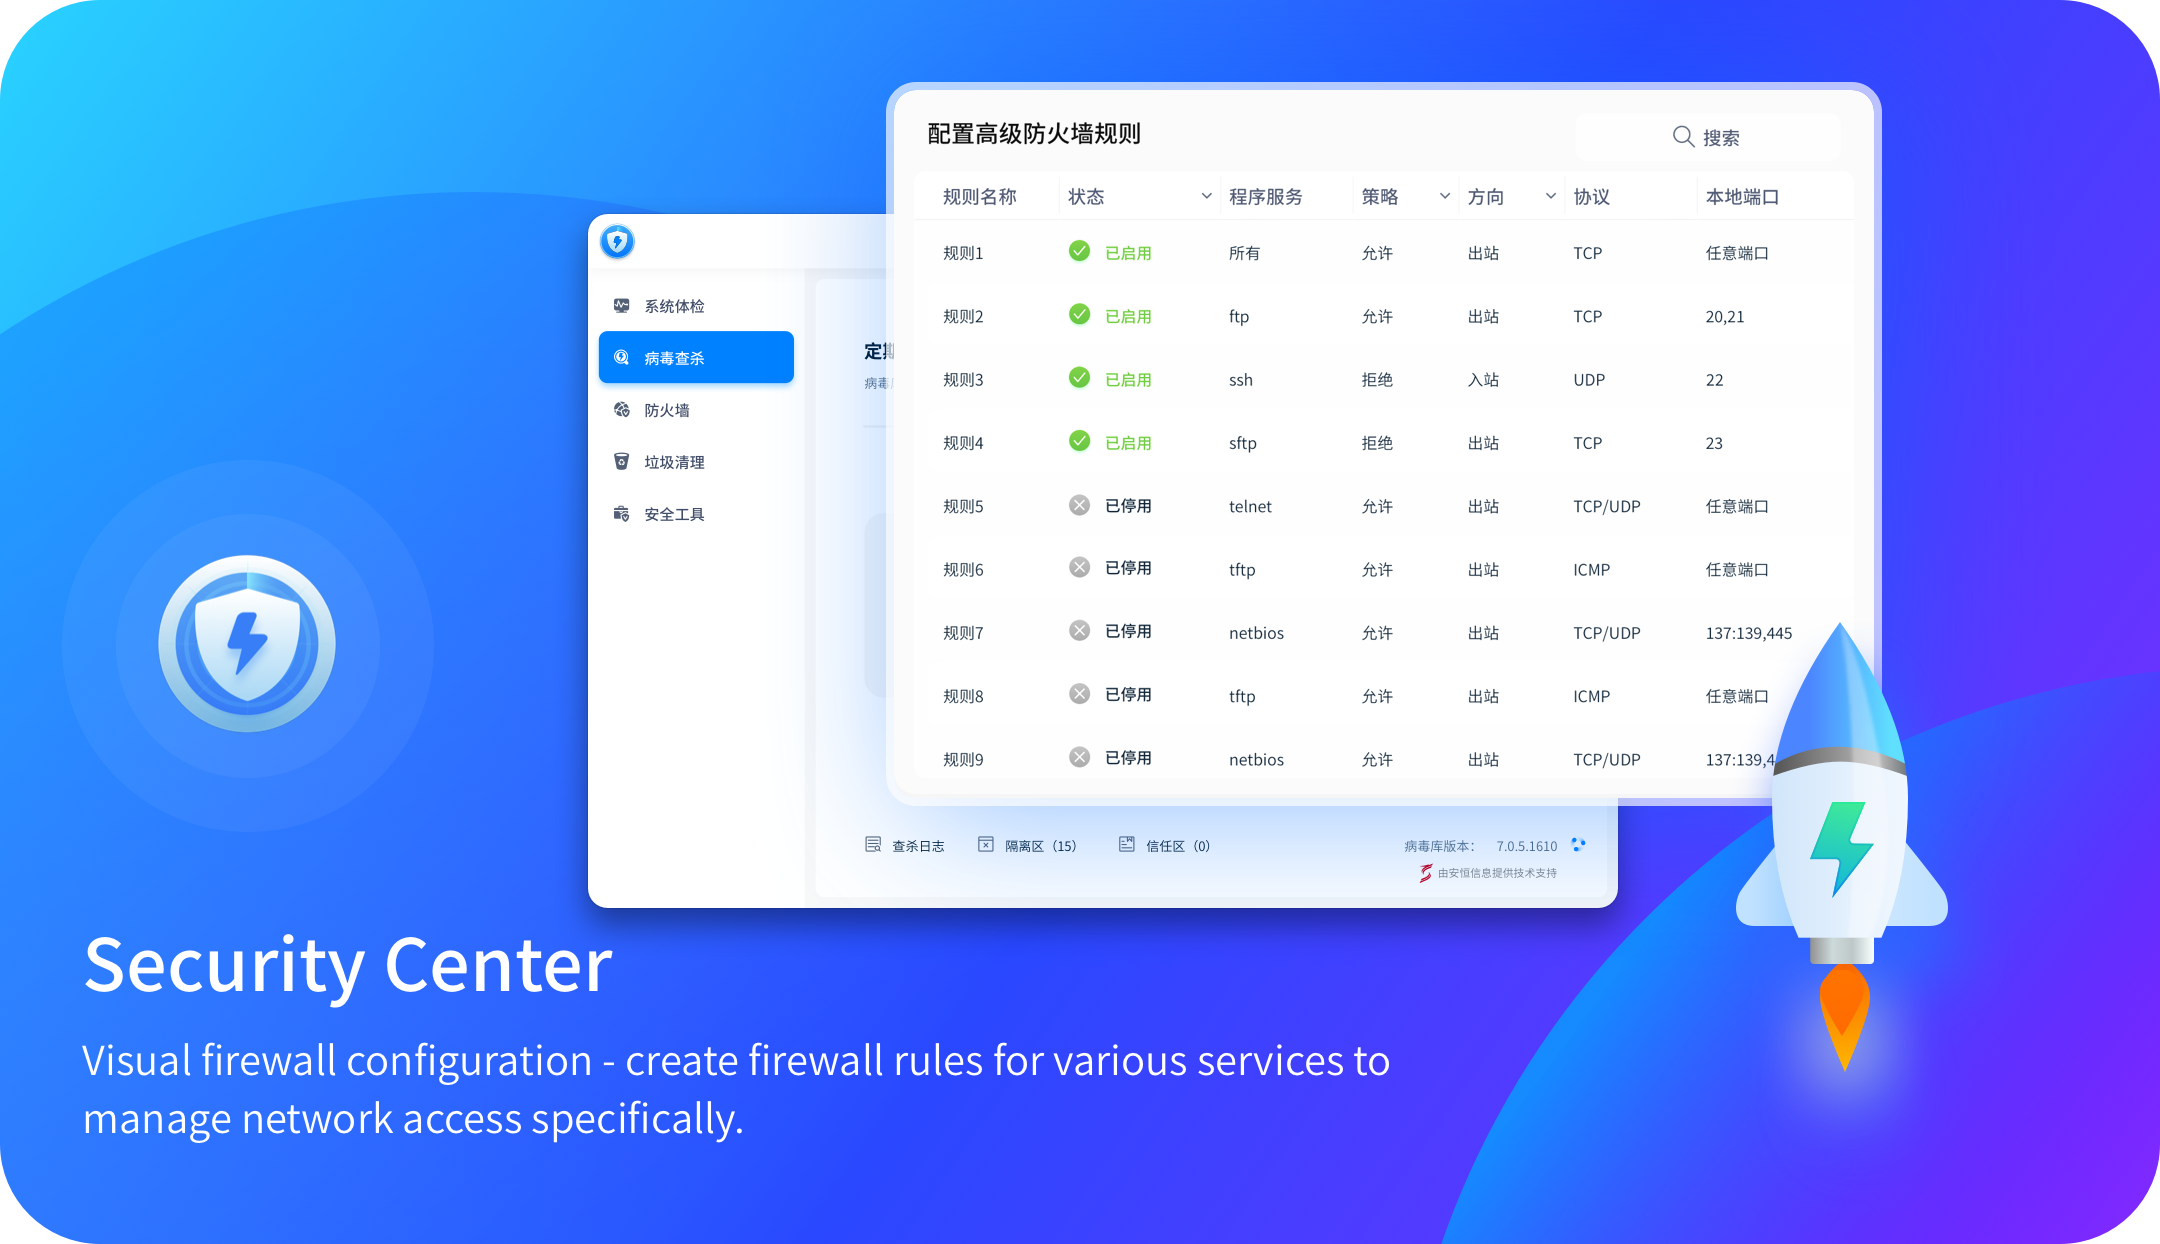 配置高级防火墙规则
搜索
规则名称 状态 程序服务 策略 方向 协议 本地端口
规则1 已启用 所有 允许 出站 TCP 任意端口
规则2 已启用 ftp 允许 出站 TCP 20,21
规则3 已启用 ssh 拒绝 入站 UDP 22
规则4 已启用 sftp 拒绝 出站 TCP 23
规则5 已停用 telnet 允许 出站 TCP/UDP 任意端口
规则6 已停用 tftp 允许 出站 ICMP 任意端口
规则7 已停用 netbios 允许 出站 TCP/UDP 137:139,445
规则8 已停用 tftp 允许 出站 ICMP 任意端口
规则9 已停用 netbios 允许 出站 TCP/UDP 137:139,4
系统体检
病毒查杀
防火墙
垃圾清理
安全工具
定期
病毒
查杀日志 隔离区（15） 信任区（0） 病毒库版本： 7.0.5.1610
由安恒信息提供技术支持
Security Center
Visual firewall configuration - create firewall rules for various services to
manage network access specifically.